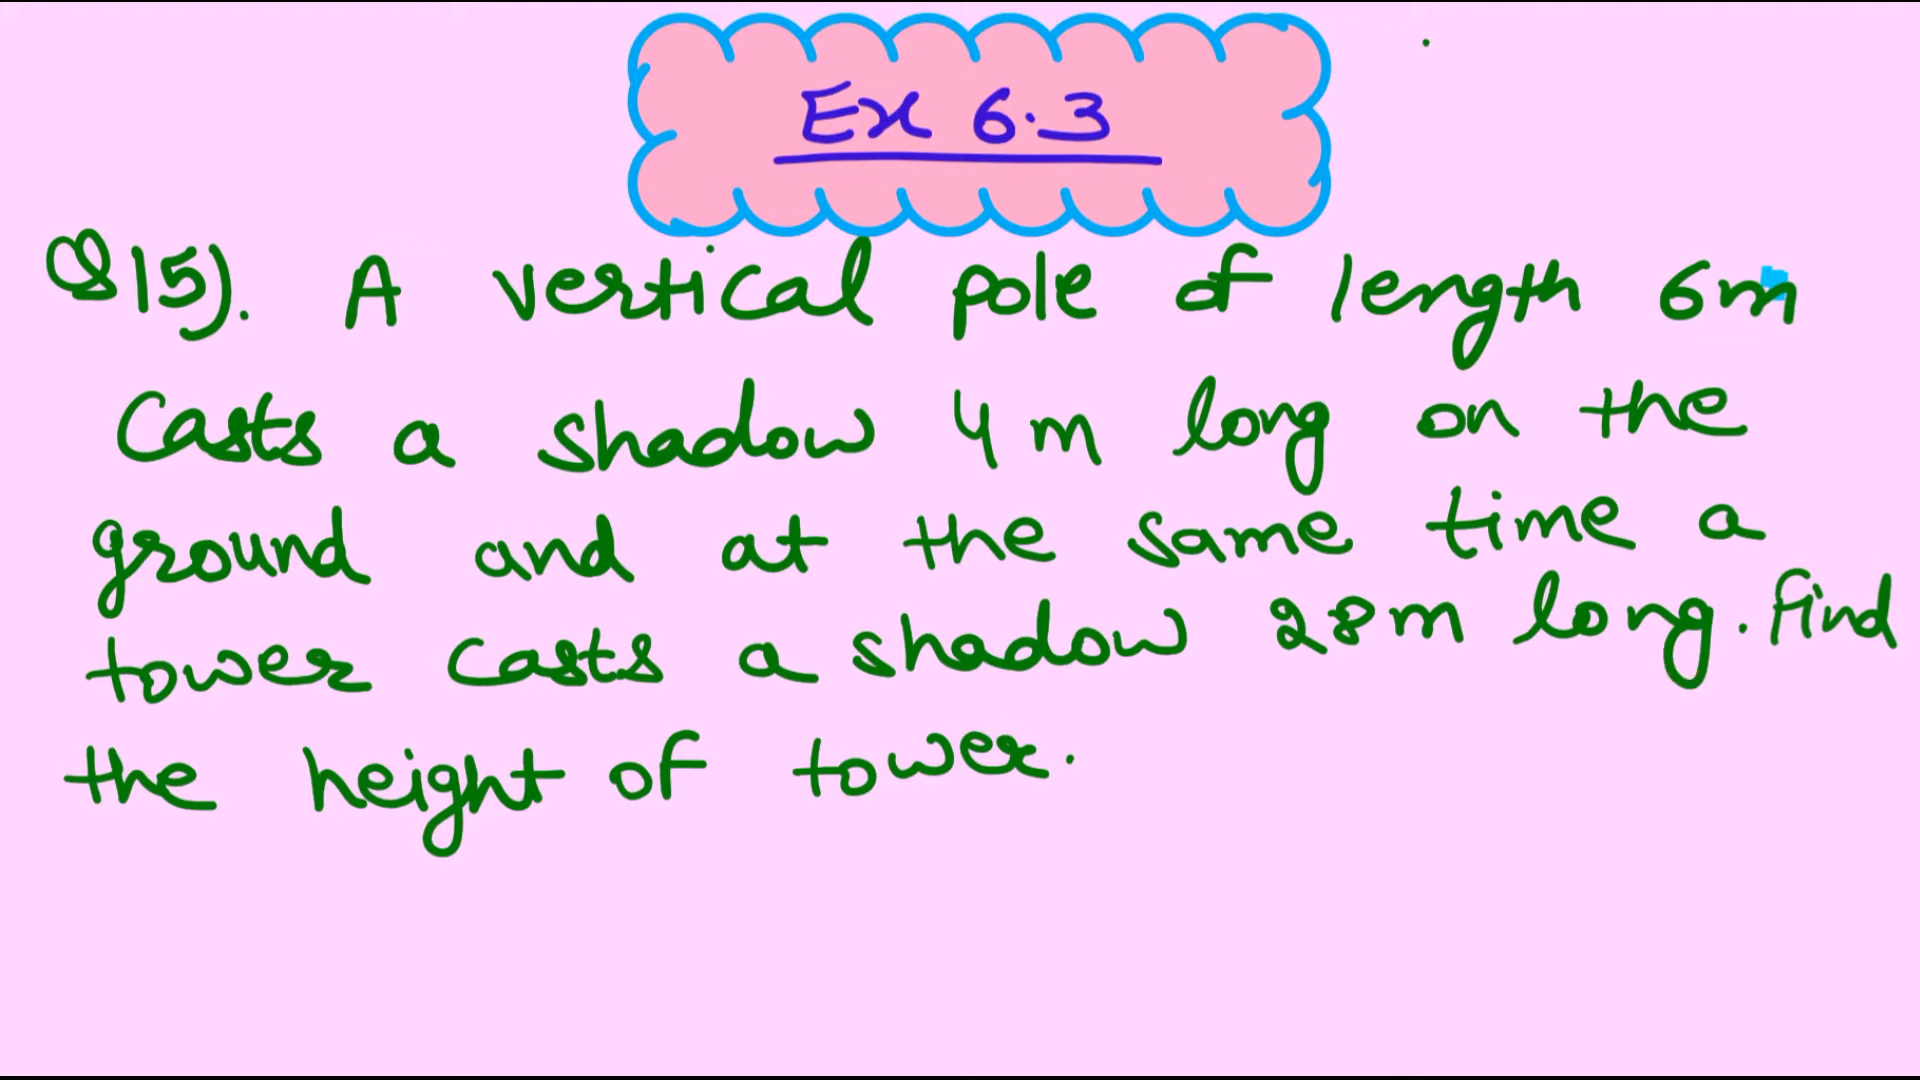 Ex 6.3
Q15). A vertical pole of length 6m
Casts a shadow 4m long on the
ground and at the same time a
tower casts a shadow 28m long. Find
the height of tower.